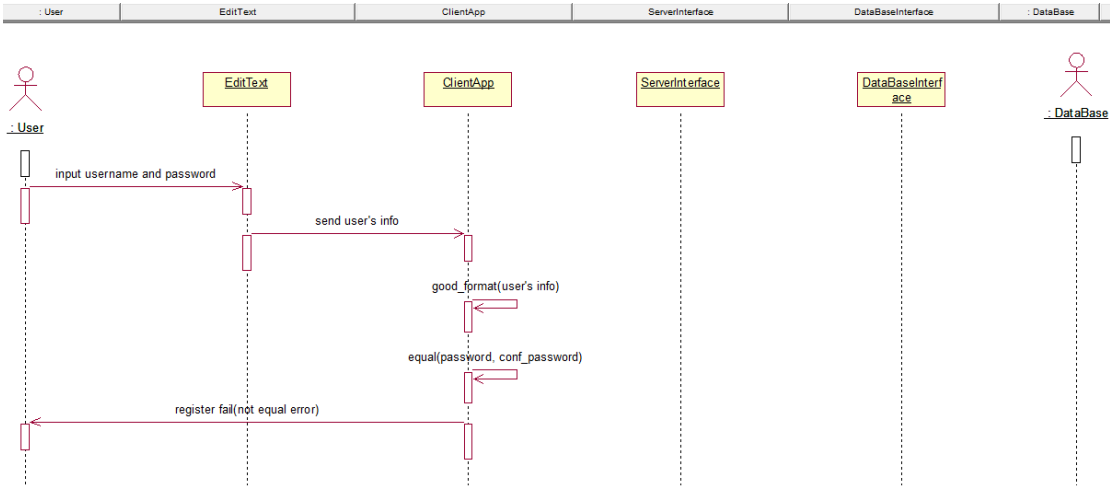 : User
EditText
ClientApp
ServerInterface
DataBaseInterface
: DataBase
EditText
ClientApp
ServerInterface
DataBaseInterf
ace
: User
: DataBase
input username and password
send user's info
good_format(user's info)
equal(password, conf_password)
register fail(not equal error)